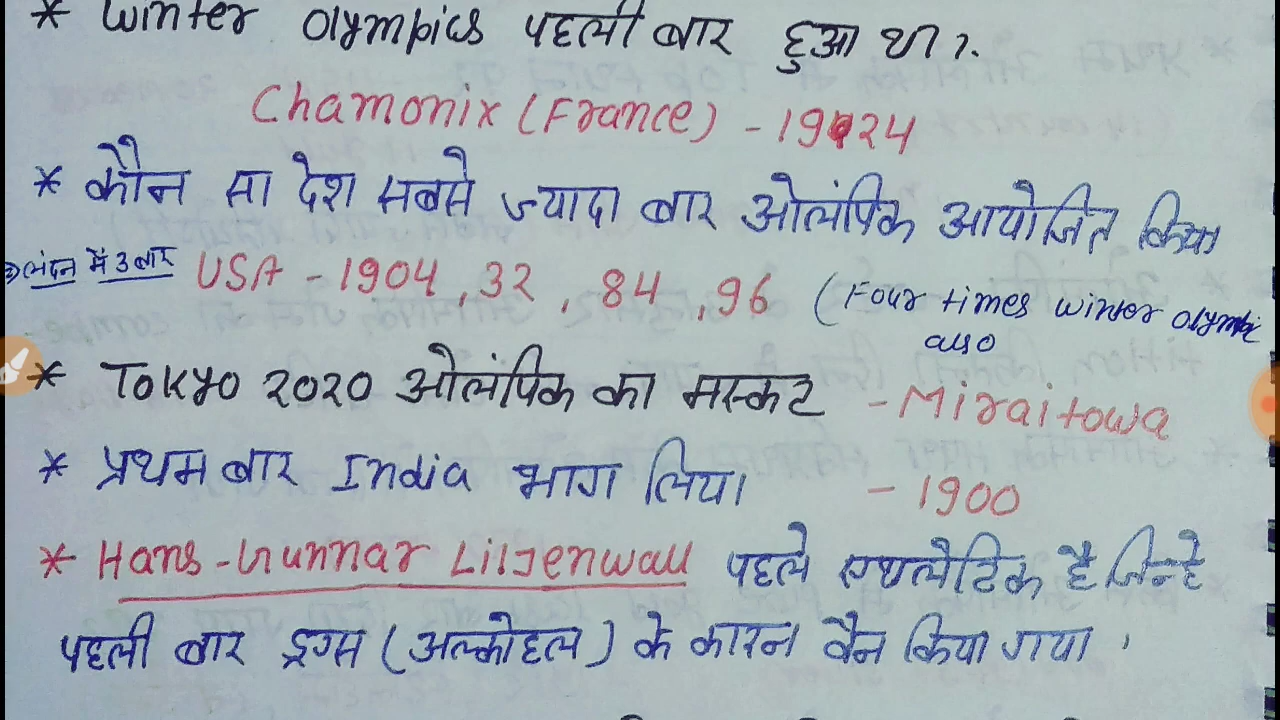 * Winter Olympics पहली बार हुआ था ?.
Chamonix (France) - 1924
* कौन सा देश सबसे ज्यादा बार ओलंपिक आयोजित किया
लंदन में 3 बार USA - 1904, 32, 84, 96 (Four times winter olympi
also
* Tokyo 2020 ओलंपिक का मस्कट - Miraitowa
* प्रथम बार India भाग लिया - 1900
* Hans-Gunnar Liljenwall पहले एथलेटिक है जिन्हे
पहली बार ड्रग्स (अल्कोहल) के कारन बैन किया गया ।